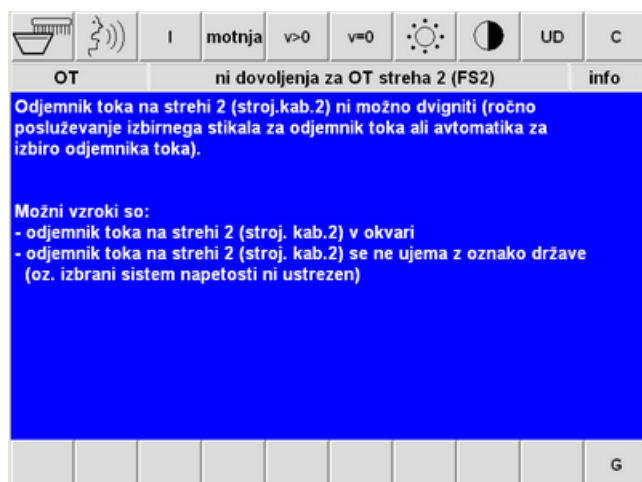 I motnja v>0 v=0 UD C
OT ni dovoljenja za OT streha 2 (FS2) info
Odjemnik toka na strehi 2 (stroj.kab.2) ni možno dvigniti (ročno
posluževanje izbirnega stikala za odjemnik toka ali avtomatika za
izbiro odjemnika toka).
Možni vzroki so:
- odjemnik toka na strehi 2 (stroj. kab.2) v okvari
- odjemnik toka na strehi 2 (stroj. kab.2) se ne ujema z oznako države
(oz. izbrani sistem napetosti ni ustrezen)
G